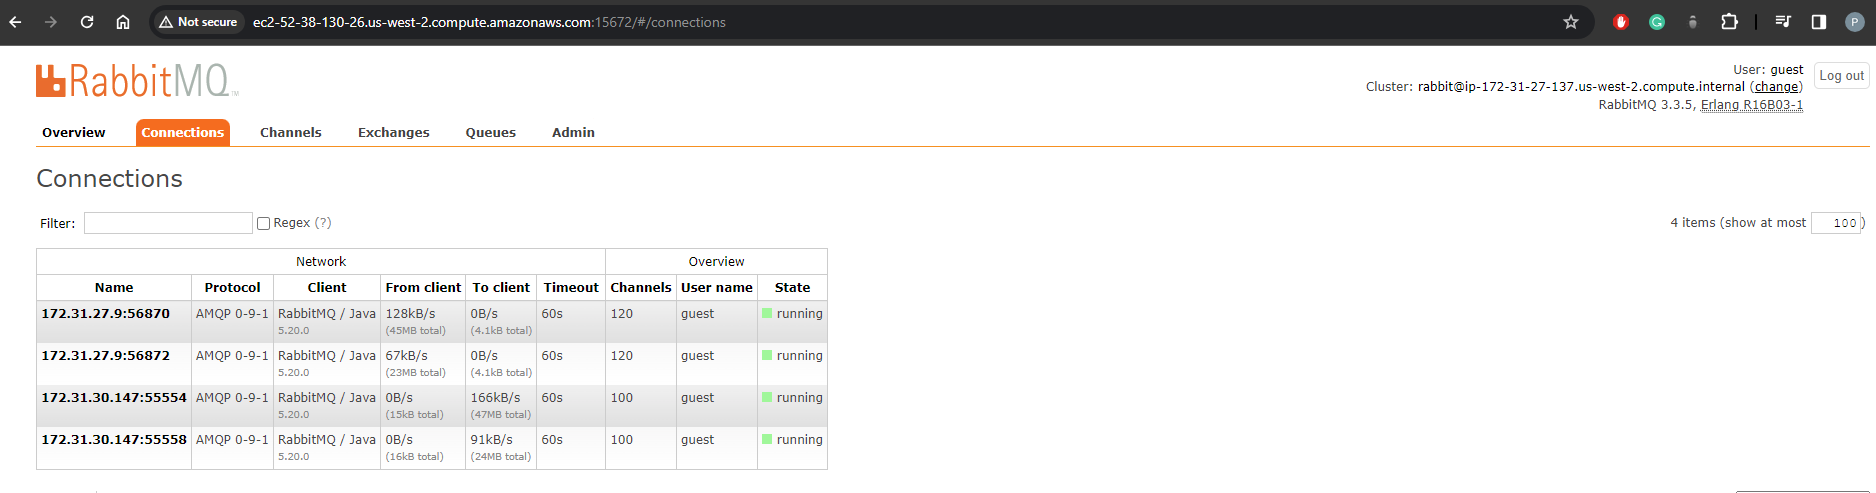 Not secure ec2-52-38-130-26.us-west-2.compute.amazonaws.com:15672/#/connections P
RabbitMQ TM
User: guest Log out
Cluster: rabbit@ip-172-31-27-137.us-west-2.compute.internal (change)
RabbitMQ 3.3.5, Erlang R16B03-1
Overview Connections Channels Exchanges Queues Admin
Connections
Filter: Regex (?) 4 items (show at most 100 )
Network Overview
Name Protocol Client From client To client Timeout Channels User name State
172.31.27.9:56870 AMQP 0-9-1 RabbitMQ / Java 128kB/s 0B/s 60s 120 guest running
5.20.0 (45MB total) (4.1kB total)
172.31.27.9:56872 AMQP 0-9-1 RabbitMQ / Java 67kB/s 0B/s 60s 120 guest running
5.20.0 (23MB total) (4.1kB total)
172.31.30.147:55554 AMQP 0-9-1 RabbitMQ / Java 0B/s 166kB/s 60s 100 guest running
5.20.0 (15kB total) (47MB total)
172.31.30.147:55558 AMQP 0-9-1 RabbitMQ / Java 0B/s 91kB/s 60s 100 guest running
5.20.0 (16kB total) (24MB total)